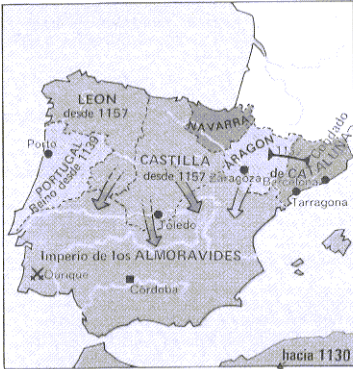 LEON
desde 1157
NAVARRA
Porto
PORTUGAL
Reino desde 1139
CASTILLA
desde 1157
ARAGON
Zaragoza
Condado
de CATALUÑA
Barcelona
Tarragona
Toledo
Imperio de los ALMORAVIDES
Ourique
Córdoba
hacia 1130